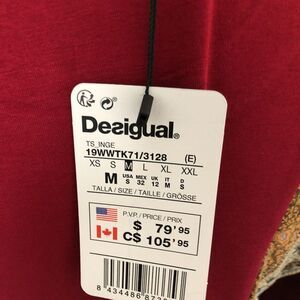 Desigual®
TS_INGE
19WWTK71/3128 (E)
XS S M L XL XXL
M USA S MEX 32 UK 12 IT M D S
TALLA / SIZE / TAILLE / GRÖSSE
P.V.P. / PRICE / PRIX
$ 79'95
C$ 105'95